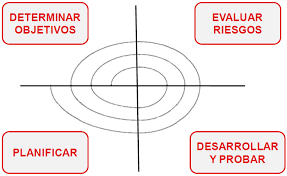 DETERMINAR
OBJETIVOS
EVALUAR
RIESGOS
PLANIFICAR
DESARROLLAR
Y PROBAR